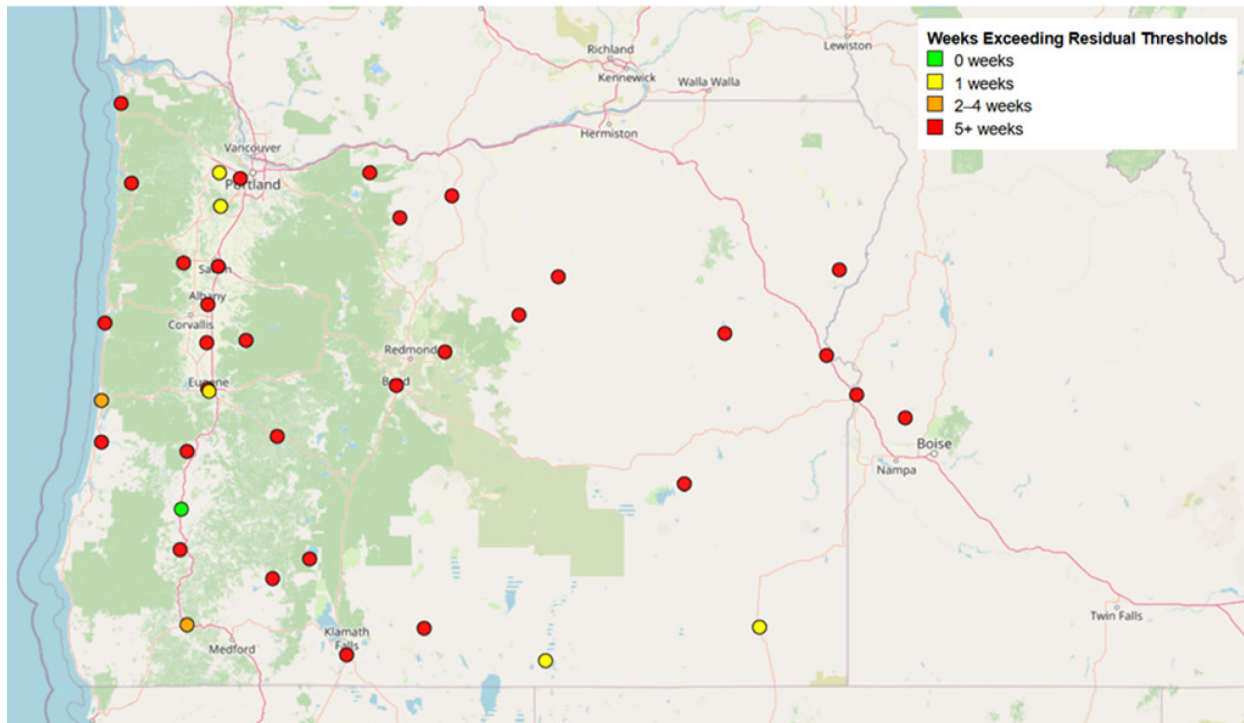 Weeks Exceeding Residual Thresholds
0 weeks
1 weeks
2–4 weeks
5+ weeks
Lewiston
Richland
Kennewick
Walla Walla
Hermiston
Vancouver
Portland
Salem
Albany
Corvallis
Redmond
Eugene
Bend
Boise
Nampa
Twin Falls
Klamath
Falls
Medford